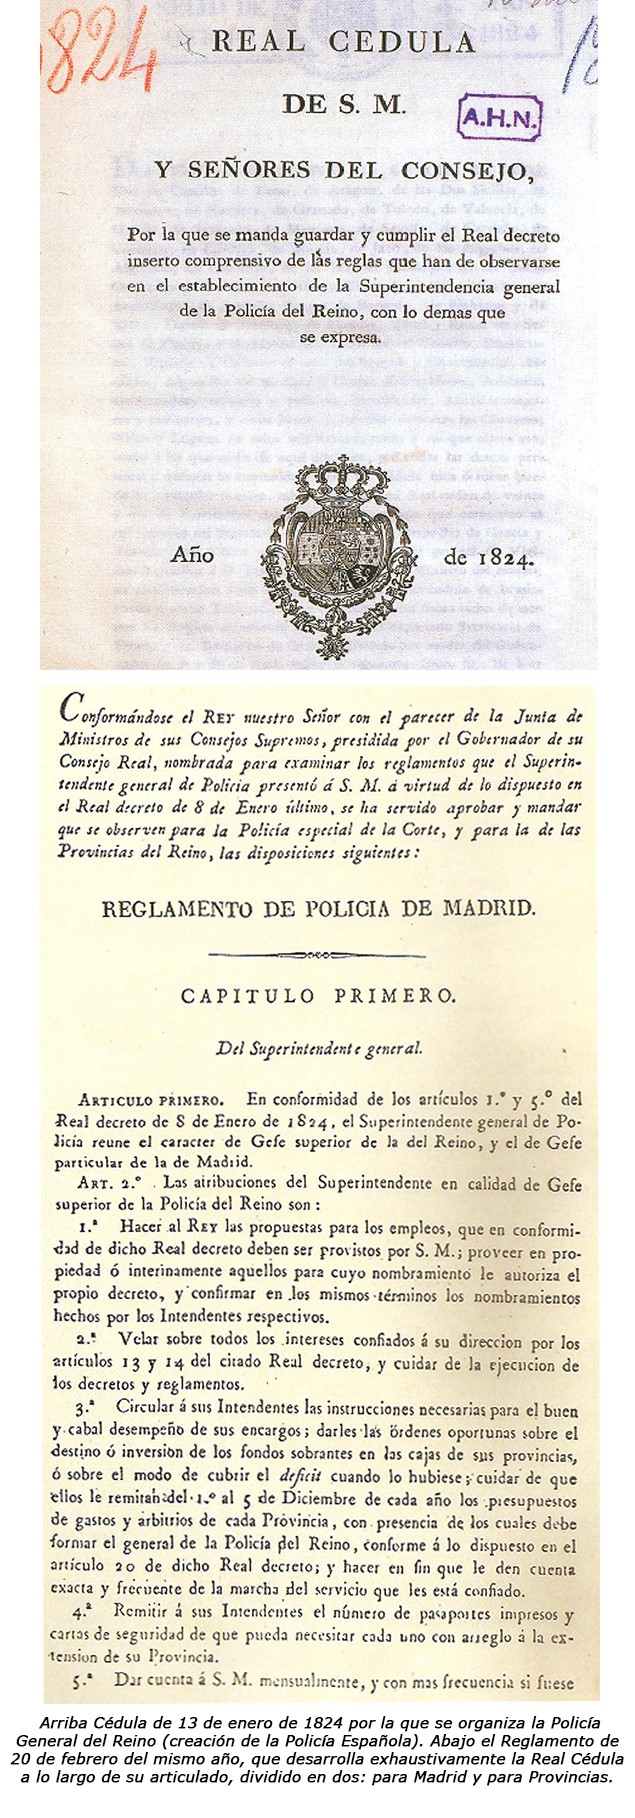 1824
REAL CEDULA
DE S. M.
A.H.N.
Y SEÑORES DEL CONSEJO,
Por la que se manda guardar y cumplir el Real decreto
inserto comprensivo de las reglas que han de observarse
en el establecimiento de la Superintendencia general
de la Policía del Reino, con lo demas que
se expresa.
Año de 1824.
Conformándose el REY nuestro Señor con el parecer de la Junta de
Ministros de sus Consejos Supremos, presidida por el Gobernador de su
Consejo Real, nombrada para examinar los reglamentos que el Superin-
tendente general de Policia presentó á S. M. á virtud de lo dispuesto en
el Real decreto de 8 de Enero último, se ha servido aprobar y mandar
que se observen para la Policía especial de la Corte, y para la de las
Provincias del Reino, las disposiciones siguientes:
REGLAMENTO DE POLICIA DE MADRID.
CAPITULO PRIMERO.
Del Superintendente general.
ARTICULO PRIMERO. En conformidad de los artículos 1.º y 5.º del
Real decreto de 8 de Enero de 1824, el Superintendente general de Po-
licía reune el caracter de Gefe superior de la del Reino, y el de Gefe
particular de la de Madrid.
ART. 2.º Las atribuciones del Superintendente en calidad de Gefe
superior de la Policía del Reino son:
1.ª Hacer al REY las propuestas para los empleos, que en conformi-
dad de dicho Real decreto deben ser provistos por S. M.; proveer en pro-
piedad ó interinamente aquellos para cuyo nombramiento le autoriza el
propio decreto, y confirmar en los mismos términos los nombramientos
hechos por los Intendentes respectivos.
2.ª Velar sobre todos los intereses confiados á su direccion por los
artículos 13 y 14 del citado Real decreto, y cuidar de la ejecucion de
los decretos y reglamentos.
3.ª Circular á sus Intendentes las instrucciones necesarias para el buen
y cabal desempeño de sus encargos; darles las órdenes oportunas sobre el
destino ó inversion de los fondos sobrantes en las cajas de sus provincias,
ó sobre el modo de cubrir el deficit cuando lo hubiese; cuidar de que
ellos le remitan del 1.º al 5 de Diciembre de cada año los presupuestos
de gastos y arbitrios de cada Provincia, con presencia de los cuales debe
formar el general de la Policía del Reino, conforme á lo dispuesto en el
artículo 20 de dicho Real decreto; y hacer en fin que le den cuenta
exacta y frecuente de la marcha del servicio que les está confiado.
4.ª Remitir á sus Intendentes el número de pasaportes impresos y
cartas de seguridad de que pueda necesitar cada uno con arreglo á la ex-
tension de su Provincia.
5.ª Dar cuenta á S. M. mensualmente, y con mas frecuencia si fuese
Arriba Cédula de 13 de enero de 1824 por la que se organiza la Policía
General del Reino (creación de la Policía Española). Abajo el Reglamento de
20 de febrero del mismo año, que desarrolla exhaustivamente la Real Cédula
a lo largo de su articulado, dividido en dos: para Madrid y para Provincias.